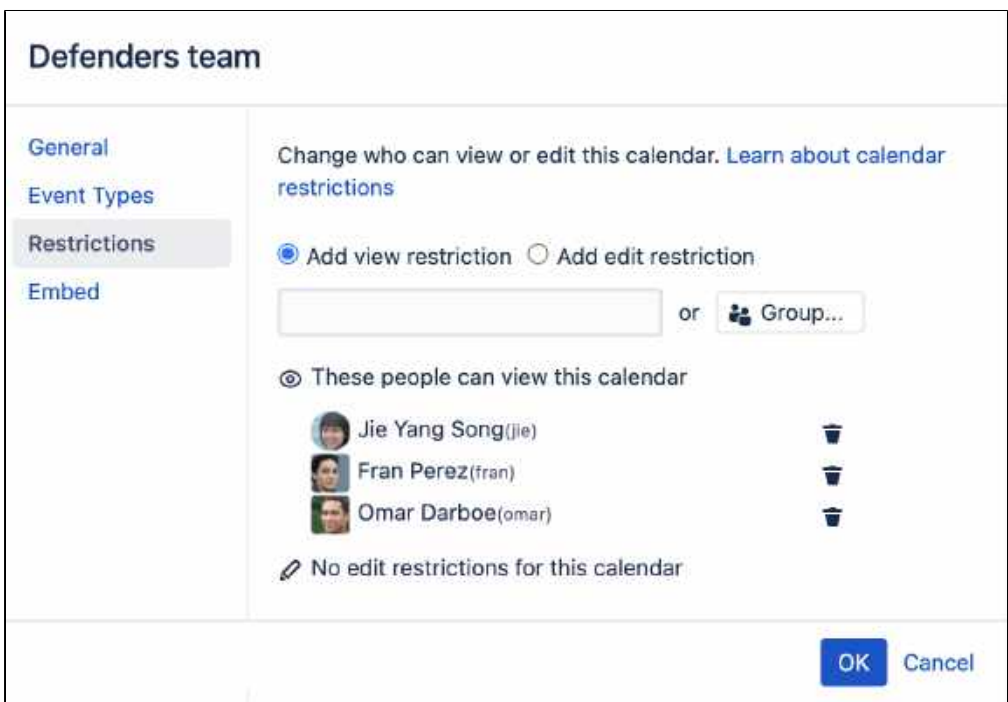 Defenders team
General
Event Types
Restrictions
Embed
Change who can view or edit this calendar. Learn about calendar
restrictions
Add view restriction Add edit restriction
or Group...
These people can view this calendar
Jie Yang Song(jie)
Fran Perez(fran)
Omar Darboe(omar)
No edit restrictions for this calendar
OK Cancel